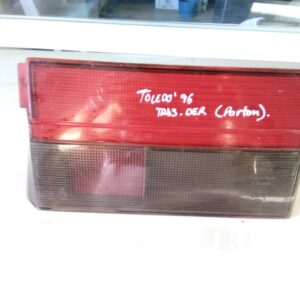 TOLEDO '96
TRAS. DER (Porton).